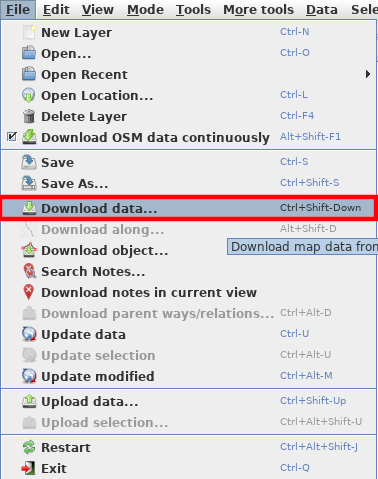 File Edit View Mode Tools More tools Data Sele
New Layer Ctrl-N
Open... Ctrl-O
Open Recent
Open Location... Ctrl-L
Delete Layer Ctrl-F4
Download OSM data continuously Alt+Shift-F1
Save Ctrl-S
Save As... Ctrl+Shift-S
Download data... Ctrl+Shift-Down
Download along... Alt+Shift-D
Download object...
Download map data from
Search Notes...
Download notes in current view
Download parent ways/relations... Ctrl+Alt-D
Update data Ctrl-U
Update selection Ctrl+Alt-U
Update modified Ctrl+Alt-M
Upload data... Ctrl+Shift-Up
Upload selection... Ctrl+Alt+Shift-U
Restart Ctrl+Alt+Shift-J
Exit Ctrl-Q